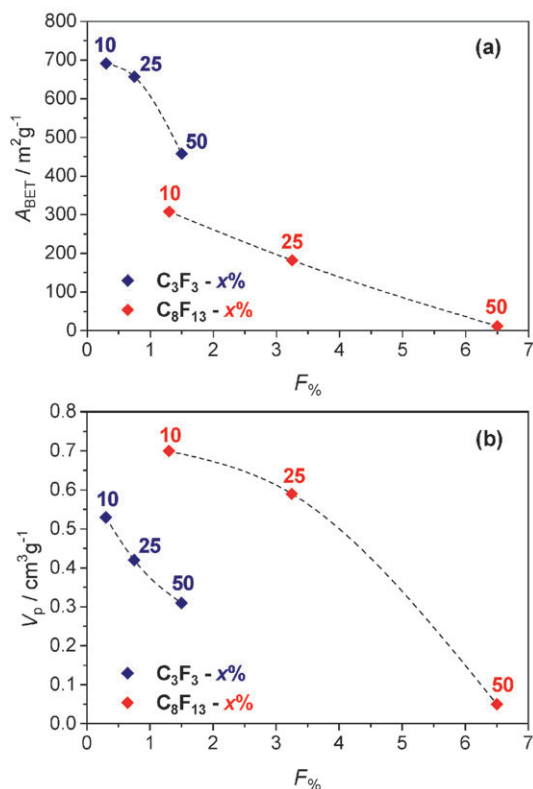 (a)
800
700
600
500
400
300
200
100
0
A_BET / m²g⁻¹
10
25
50
10
25
50
C₃F₃ - x%
C₈F₁₃ - x%
0 1 2 3 4 5 6 7
F%
(b)
0.8
0.7
0.6
0.5
0.4
0.3
0.2
0.1
0.0
Vₚ / cm³g⁻¹
10
25
50
10
25
50
C₃F₃ - x%
C₈F₁₃ - x%
0 1 2 3 4 5 6 7
F%